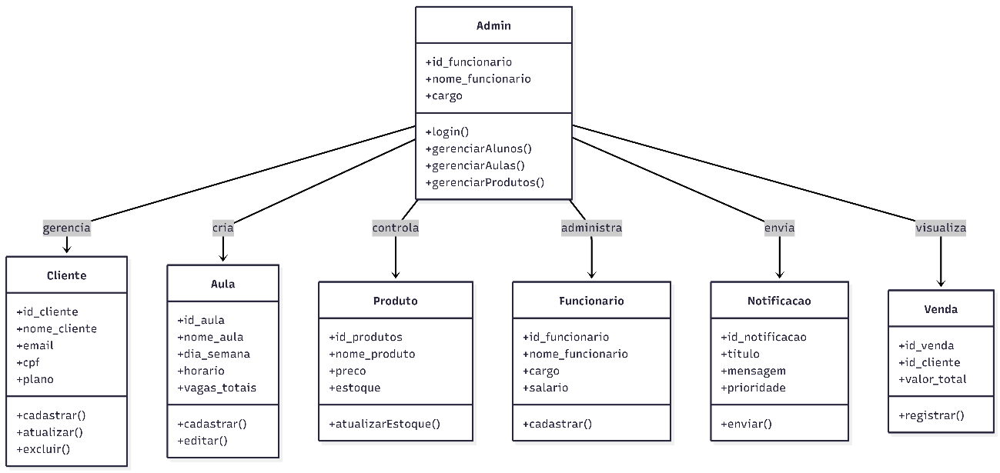 Admin
+id_funcionario
+nome_funcionario
+cargo
+login()
+gerenciarAlunos()
+gerenciarAulas()
+gerenciarProdutos()
gerencia
cria
controla
administra
envia
visualiza
Cliente
+id_cliente
+nome_cliente
+email
+cpf
+plano
+cadastrar()
+atualizar()
+excluir()
Aula
+id_aula
+nome_aula
+dia_semana
+horario
+vagas_totais
+cadastrar()
+editar()
Produto
+id_produtos
+nome_produto
+preco
+estoque
+atualizarEstoque()
Funcionario
+id_funcionario
+nome_funcionario
+cargo
+salario
+cadastrar()
Notificacao
+id_notificacao
+titulo
+mensagem
+prioridade
+enviar()
Venda
+id_venda
+id_cliente
+valor_total
+registrar()